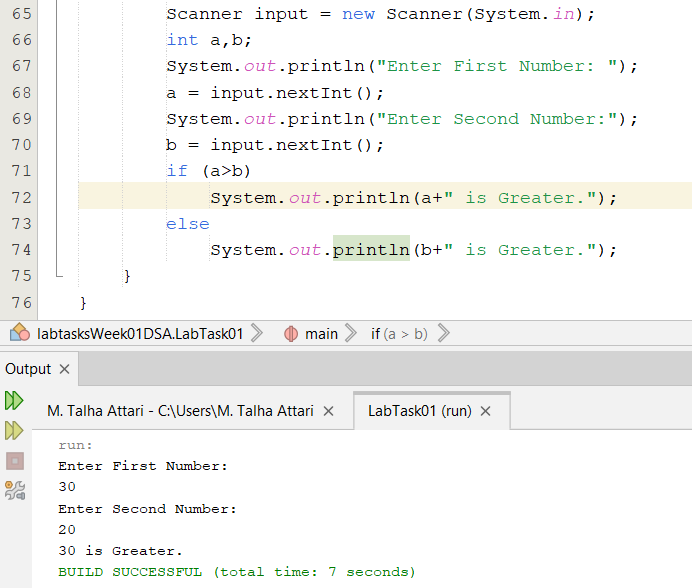 65 Scanner input = new Scanner(System.in);
66 int a,b;
67 System.out.println("Enter First Number: ");
68 a = input.nextInt();
69 System.out.println("Enter Second Number:");
70 b = input.nextInt();
71 if (a>b)
72 System.out.println(a+" is Greater.");
73 else
74 System.out.println(b+" is Greater.");
75 }
76 }
labtasksWeek01DSA.LabTask01 main if (a > b)
Output
M. Talha Attari - C:\Users\M. Talha Attari LabTask01 (run)
run:
Enter First Number:
30
Enter Second Number:
20
30 is Greater.
BUILD SUCCESSFUL (total time: 7 seconds)